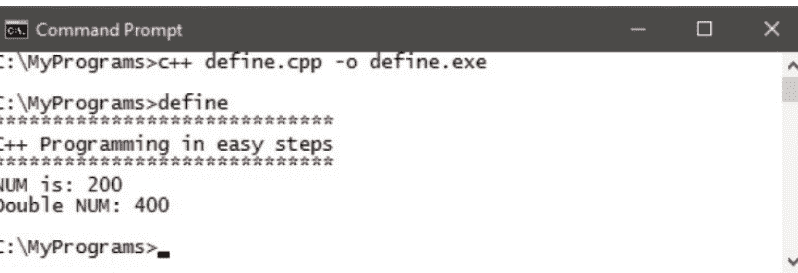 Command Prompt
C:\MyPrograms>c++ define.cpp -o define.exe
C:\MyPrograms>define
******************************
C++ Programming in easy steps
******************************
NUM is: 200
Double NUM: 400
C:\MyPrograms>_